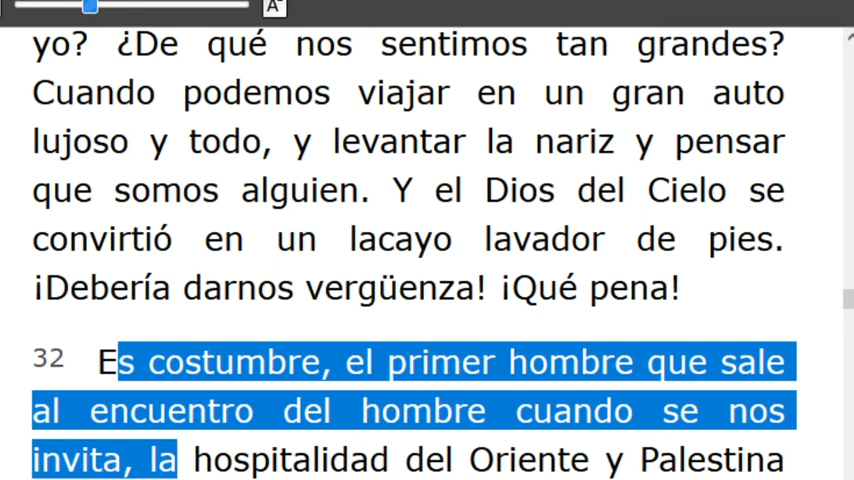 A
yo? ¿De qué nos sentimos tan grandes?
Cuando podemos viajar en un gran auto
lujoso y todo, y levantar la nariz y pensar
que somos alguien. Y el Dios del Cielo se
convirtió en un lacayo lavador de pies.
¡Debería darnos vergüenza! ¡Qué pena!
32 Es costumbre, el primer hombre que sale
al encuentro del hombre cuando se nos
invita, la hospitalidad del Oriente y Palestina